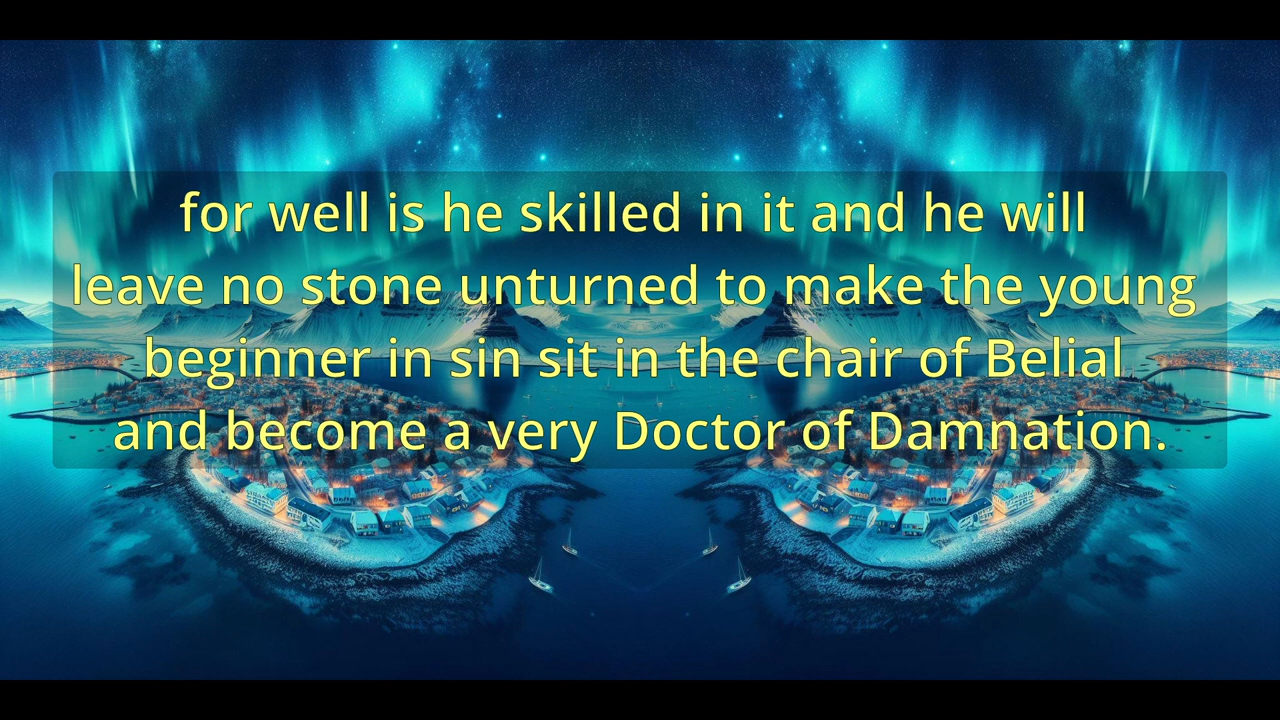 for well is he skilled in it and he will
leave no stone unturned to make the young
beginner in sin sit in the chair of Belial
and become a very Doctor of Damnation.